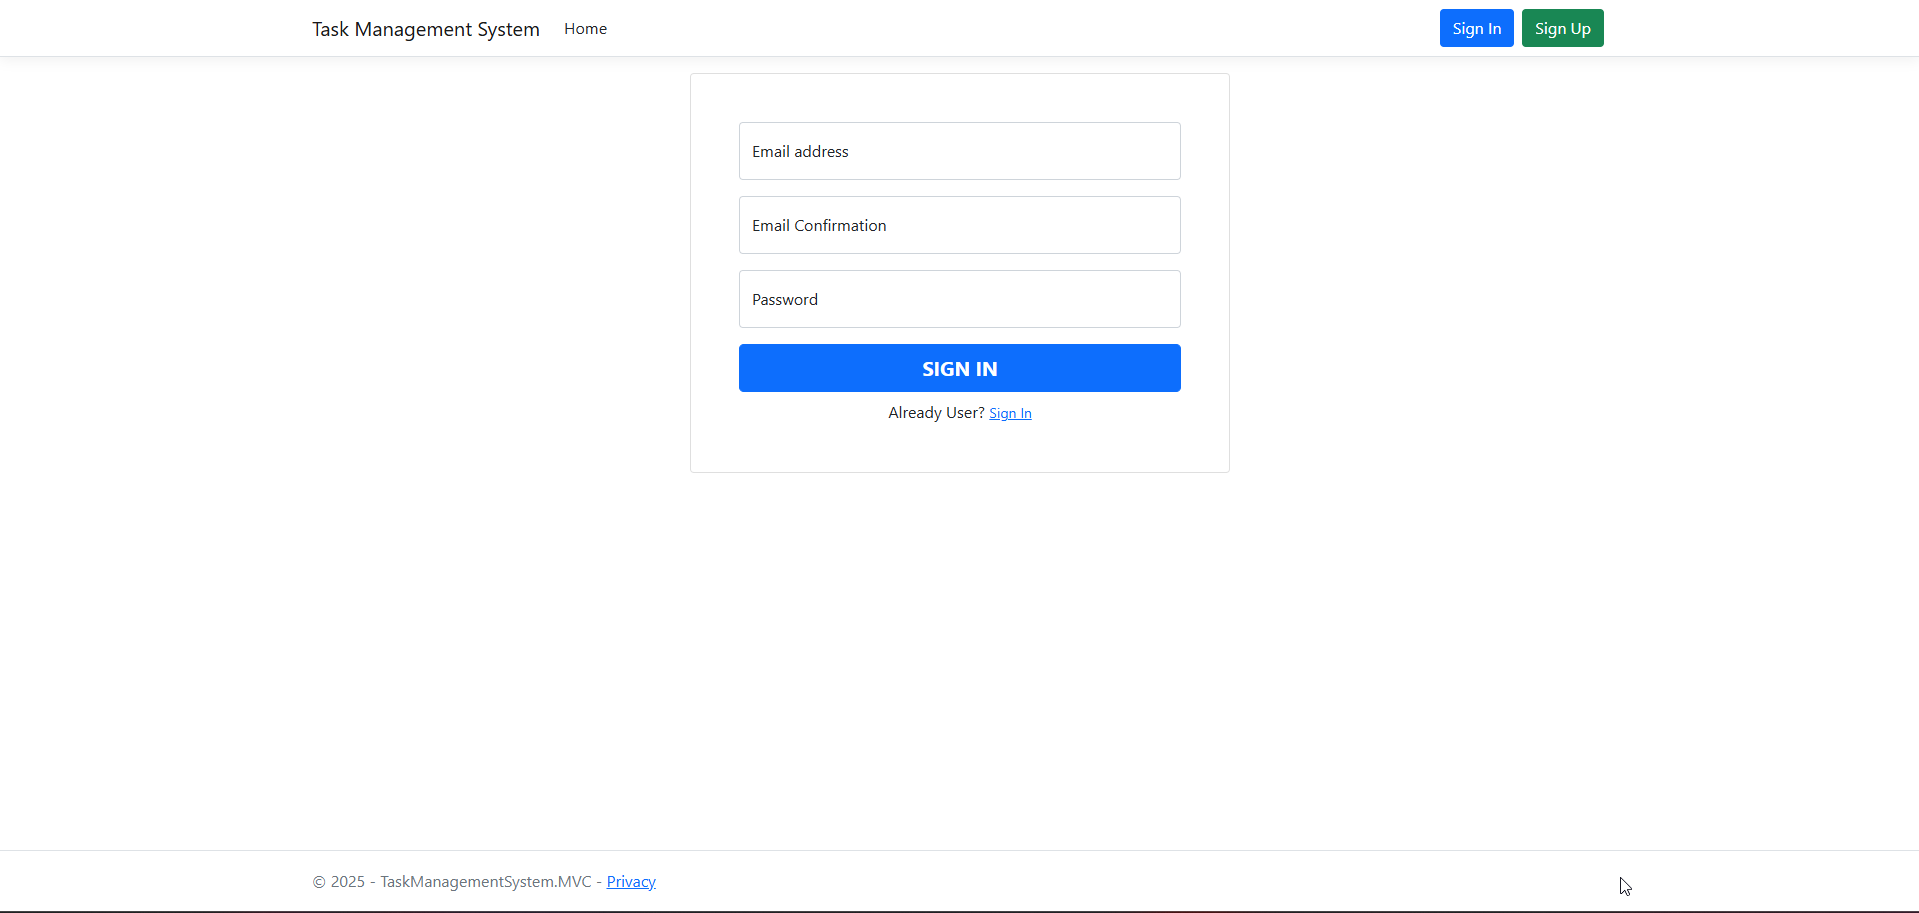 Task Management System Home Sign In Sign Up
Email address
Email Confirmation
Password
SIGN IN
Already User? Sign In
© 2025 - TaskManagementSystem.MVC - Privacy